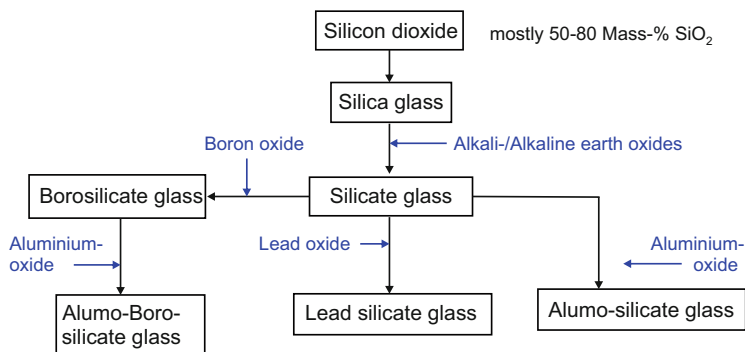 Silicon dioxide
mostly 50-80 Mass-% SiO₂
Silica glass
Boron oxide
Alkali-/Alkaline earth oxides
Borosilicate glass
Silicate glass
Aluminium-
oxide
Lead oxide
Aluminium-
oxide
Alumo-Boro-
silicate glass
Lead silicate glass
Alumo-silicate glass